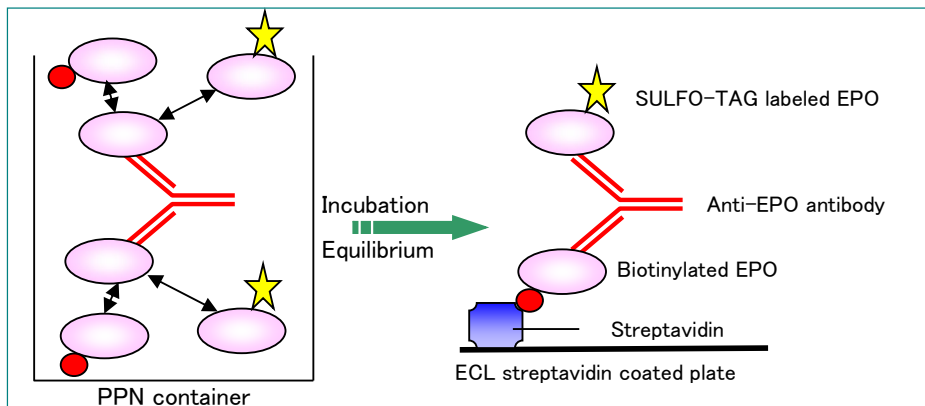 SULFO-TAG labeled EPO
Anti-EPO antibody
Incubation
Equilibrium
Biotinylated EPO
Streptavidin
ECL streptavidin coated plate
PPN container